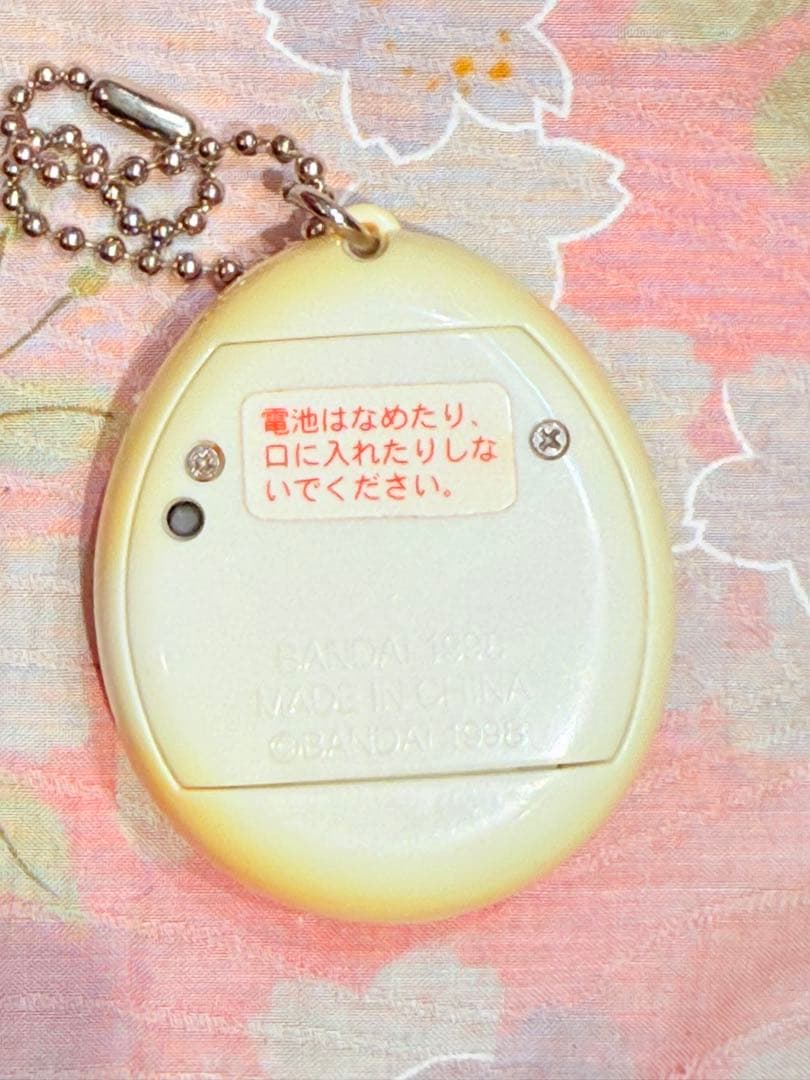 電池はなめたり、
口に入れたりしな
いでください。
BANDAI 1998
MADE IN CHINA
©BANDAI 1998